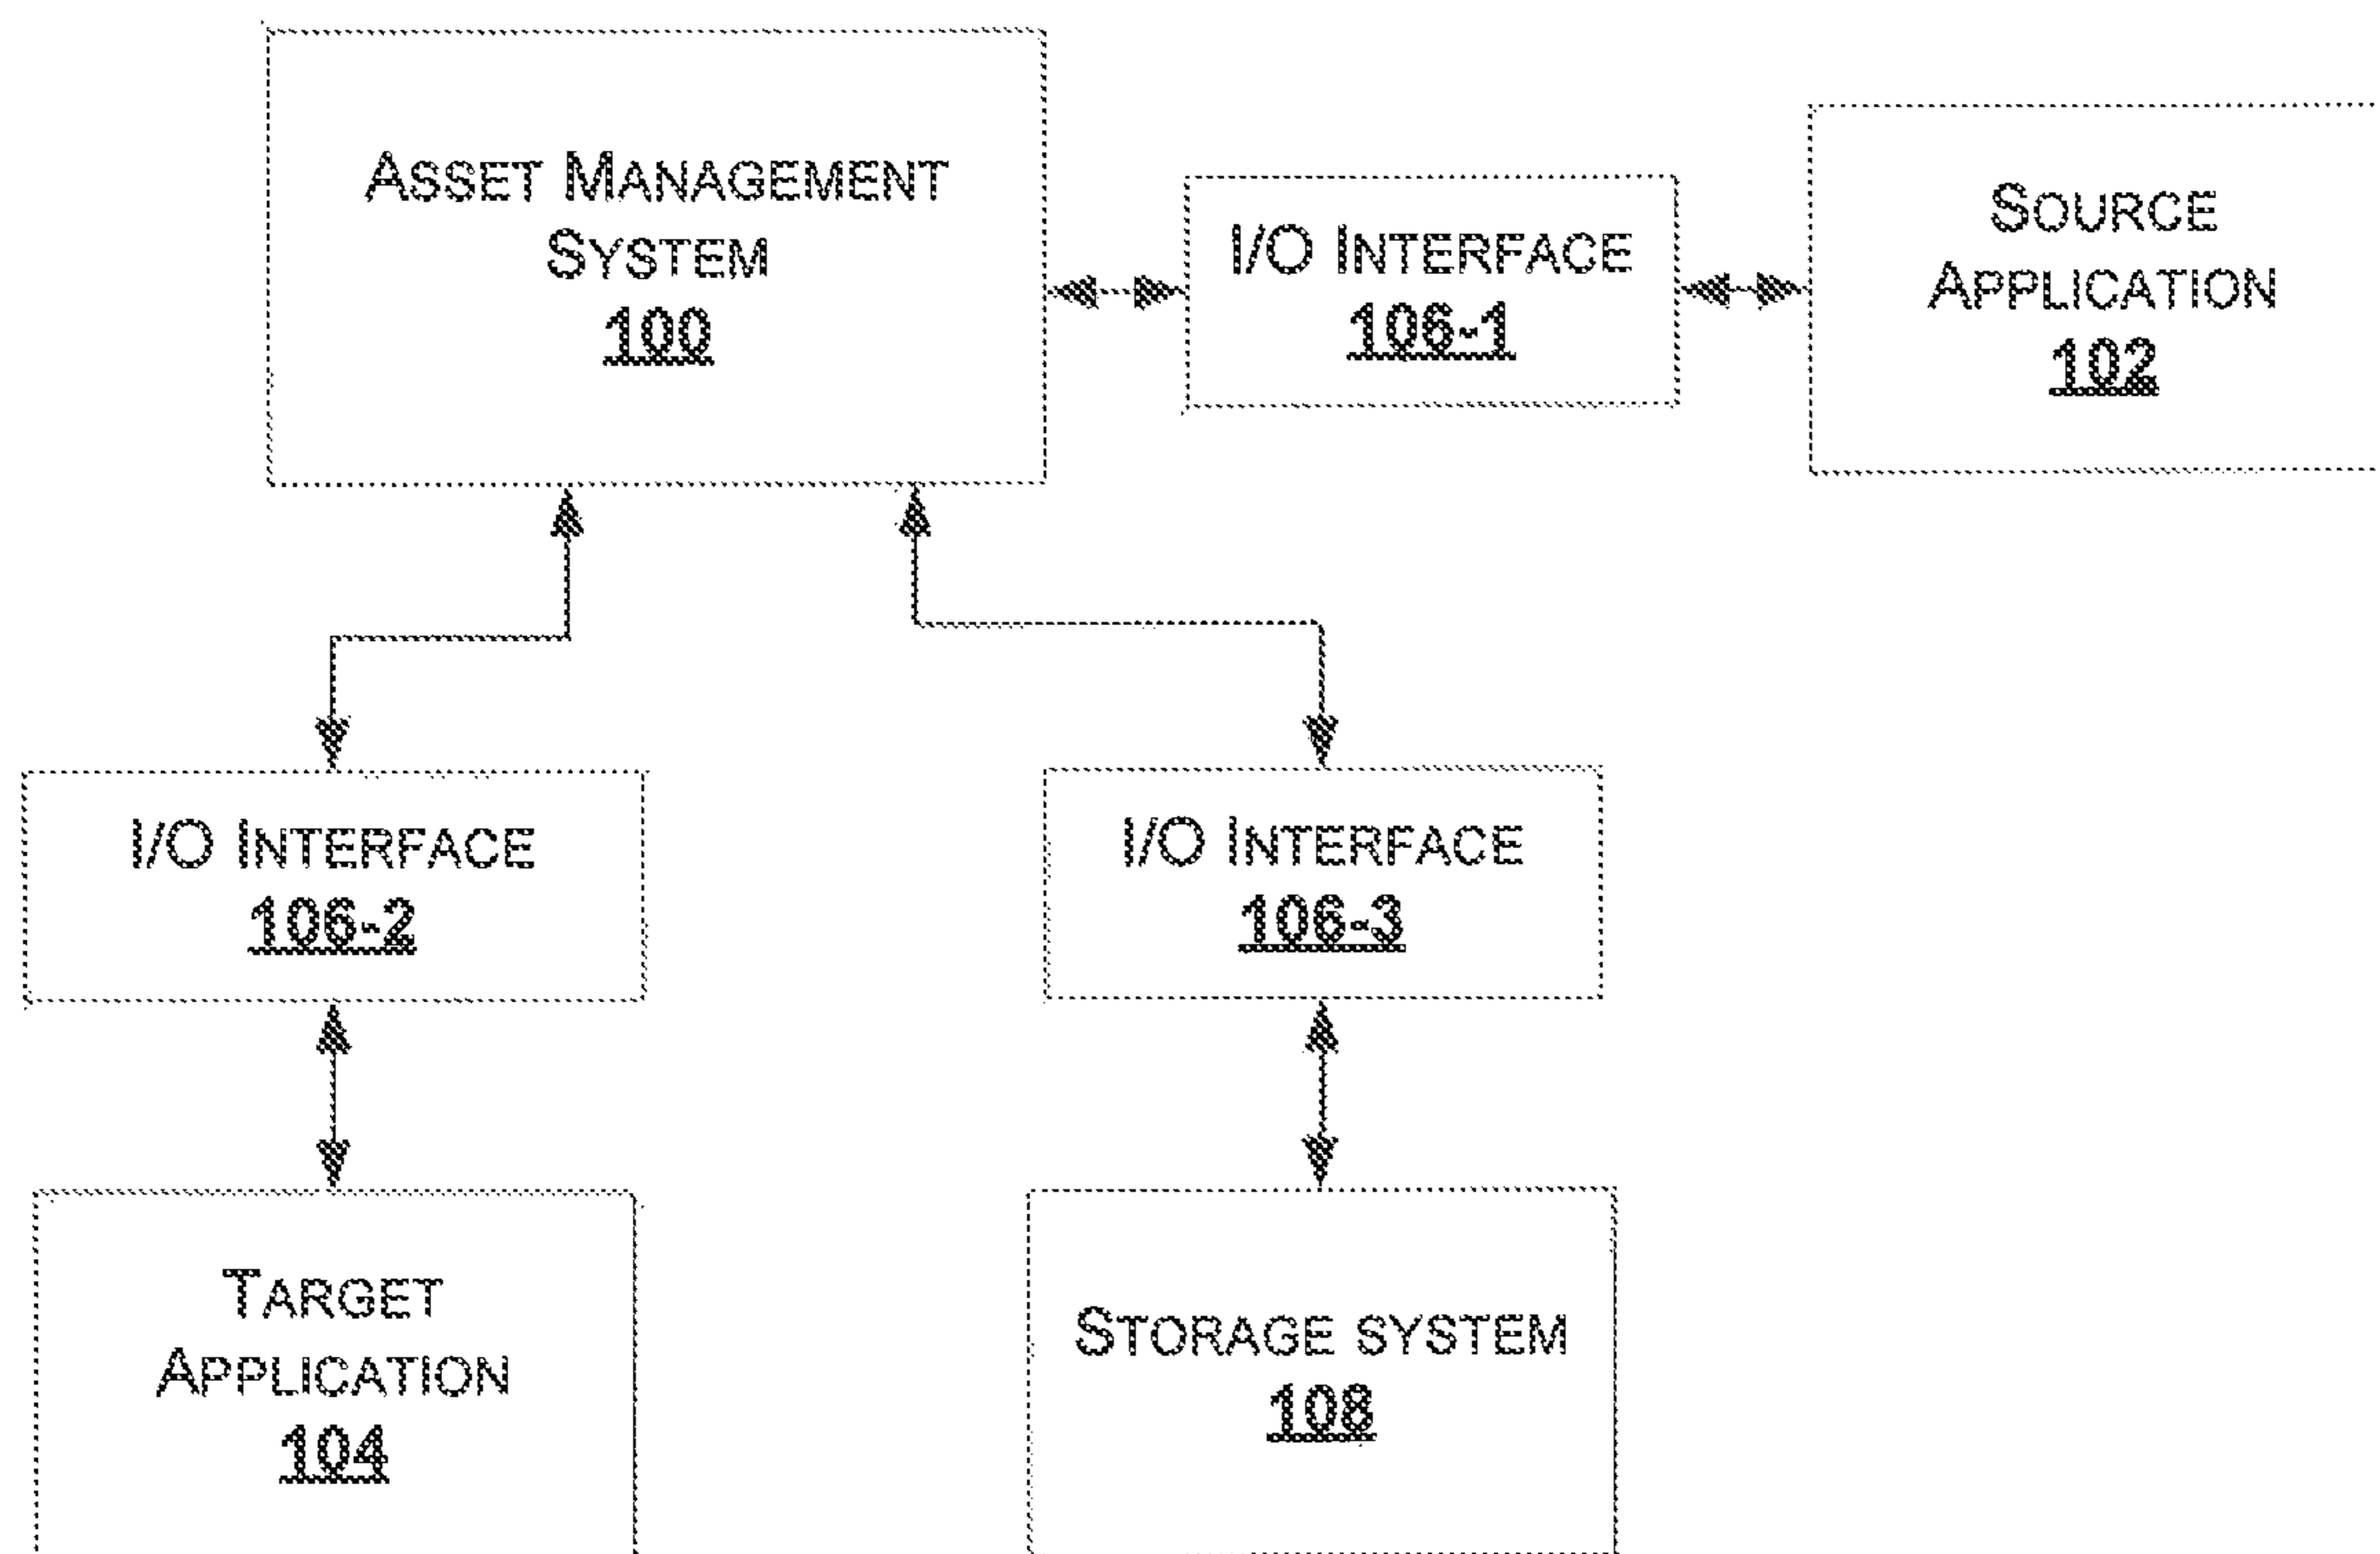 ASSET MANAGEMENT
SYSTEM
100
I/O INTERFACE
106-1
SOURCE
APPLICATION
102
I/O INTERFACE
106-2
I/O INTERFACE
106-3
TARGET
APPLICATION
104
STORAGE SYSTEM
108